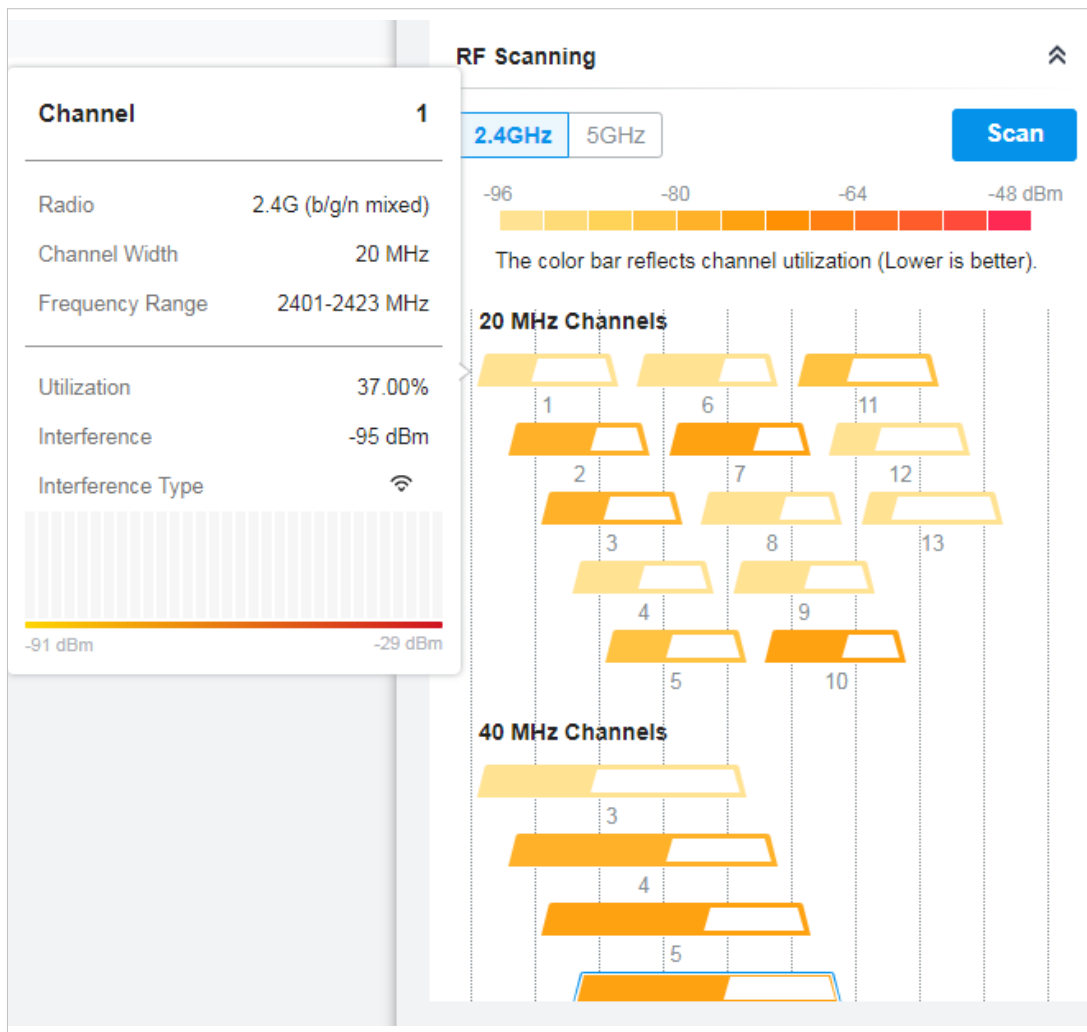 RF Scanning
Channel 1
Radio 2.4G (b/g/n mixed)
Channel Width 20 MHz
Frequency Range 2401-2423 MHz
Utilization 37.00%
Interference -95 dBm
Interference Type
-91 dBm -29 dBm
2.4GHz 5GHz Scan
-96 -80 -64 -48 dBm
The color bar reflects channel utilization (Lower is better).
20 MHz Channels
1 6 11
2 7 12
3 8 13
4 9
5 10
40 MHz Channels
3
4
5